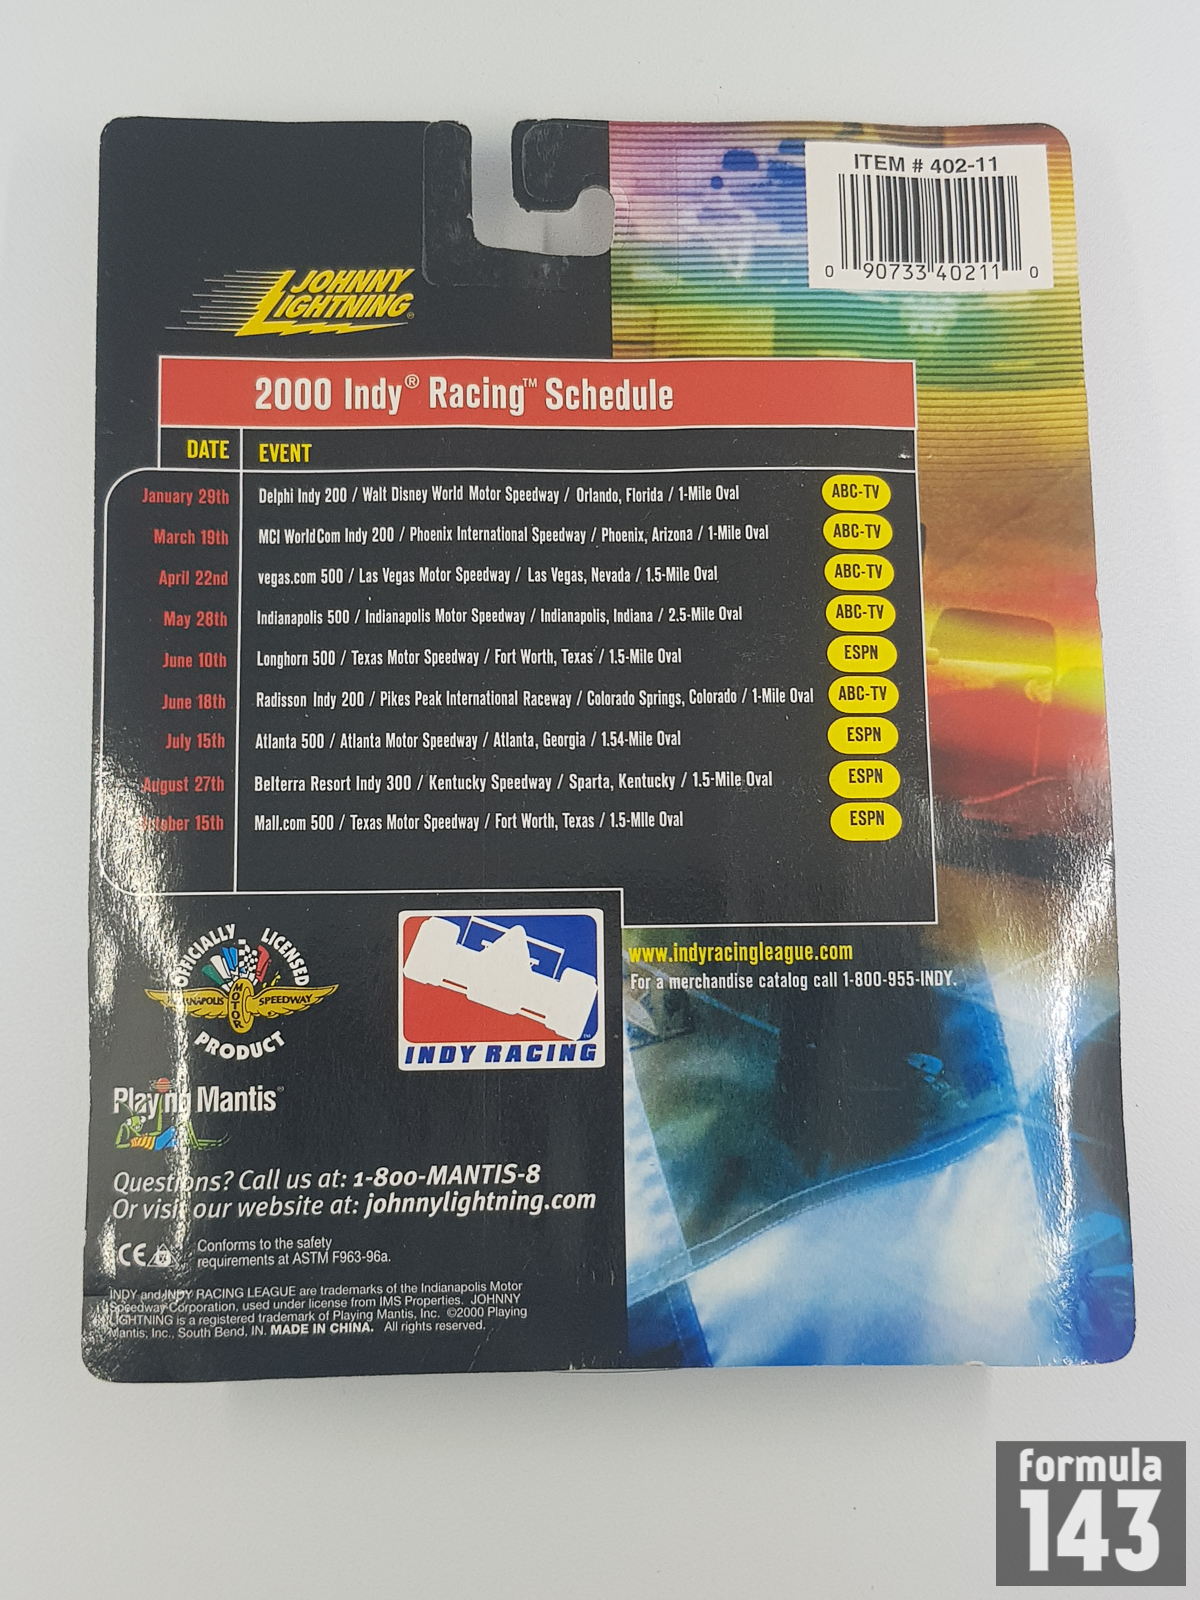 ITEM # 402-11
0 90733 40211 0
JOHNNY
LIGHTNING®
2000 Indy® Racing™ Schedule
DATE EVENT
January 29th Delphi Indy 200 / Walt Disney World Motor Speedway / Orlando, Florida / 1-Mile Oval ABC-TV
March 19th MCI WorldCom Indy 200 / Phoenix International Speedway / Phoenix, Arizona / 1-Mile Oval ABC-TV
April 22nd vegas.com 500 / Las Vegas Motor Speedway / Las Vegas, Nevada / 1.5-Mile Oval ABC-TV
May 28th Indianapolis 500 / Indianapolis Motor Speedway / Indianapolis, Indiana / 2.5-Mile Oval ABC-TV
June 10th Longhorn 500 / Texas Motor Speedway / Fort Worth, Texas / 1.5-Mile Oval ESPN
June 18th Radisson Indy 200 / Pikes Peak International Raceway / Colorado Springs, Colorado / 1-Mile Oval ABC-TV
July 15th Atlanta 500 / Atlanta Motor Speedway / Atlanta, Georgia / 1.54-Mile Oval ESPN
August 27th Belterra Resort Indy 300 / Kentucky Speedway / Sparta, Kentucky / 1.5-Mile Oval ESPN
October 15th Mall.com 500 / Texas Motor Speedway / Fort Worth, Texas / 1.5-MIle Oval ESPN
OFFICIALLY LICENSED
INDIANAPOLIS MOTOR SPEEDWAY
PRODUCT
INDY RACING™
www.indyracingleague.com
For a merchandise catalog call 1-800-955-INDY.
Playing Mantis®
Questions? Call us at: 1-800-MANTIS-8
Or visit our website at: johnnylightning.com
CE Conforms to the safety
requirements at ASTM F963-96a.
INDY and INDY RACING LEAGUE are trademarks of the Indianapolis Motor
Speedway Corporation, used under license from IMS Properties. JOHNNY
LIGHTNING is a registered trademark of Playing Mantis, Inc. ©2000 Playing
Mantis, Inc., South Bend, IN. MADE IN CHINA. All rights reserved.
formula
143